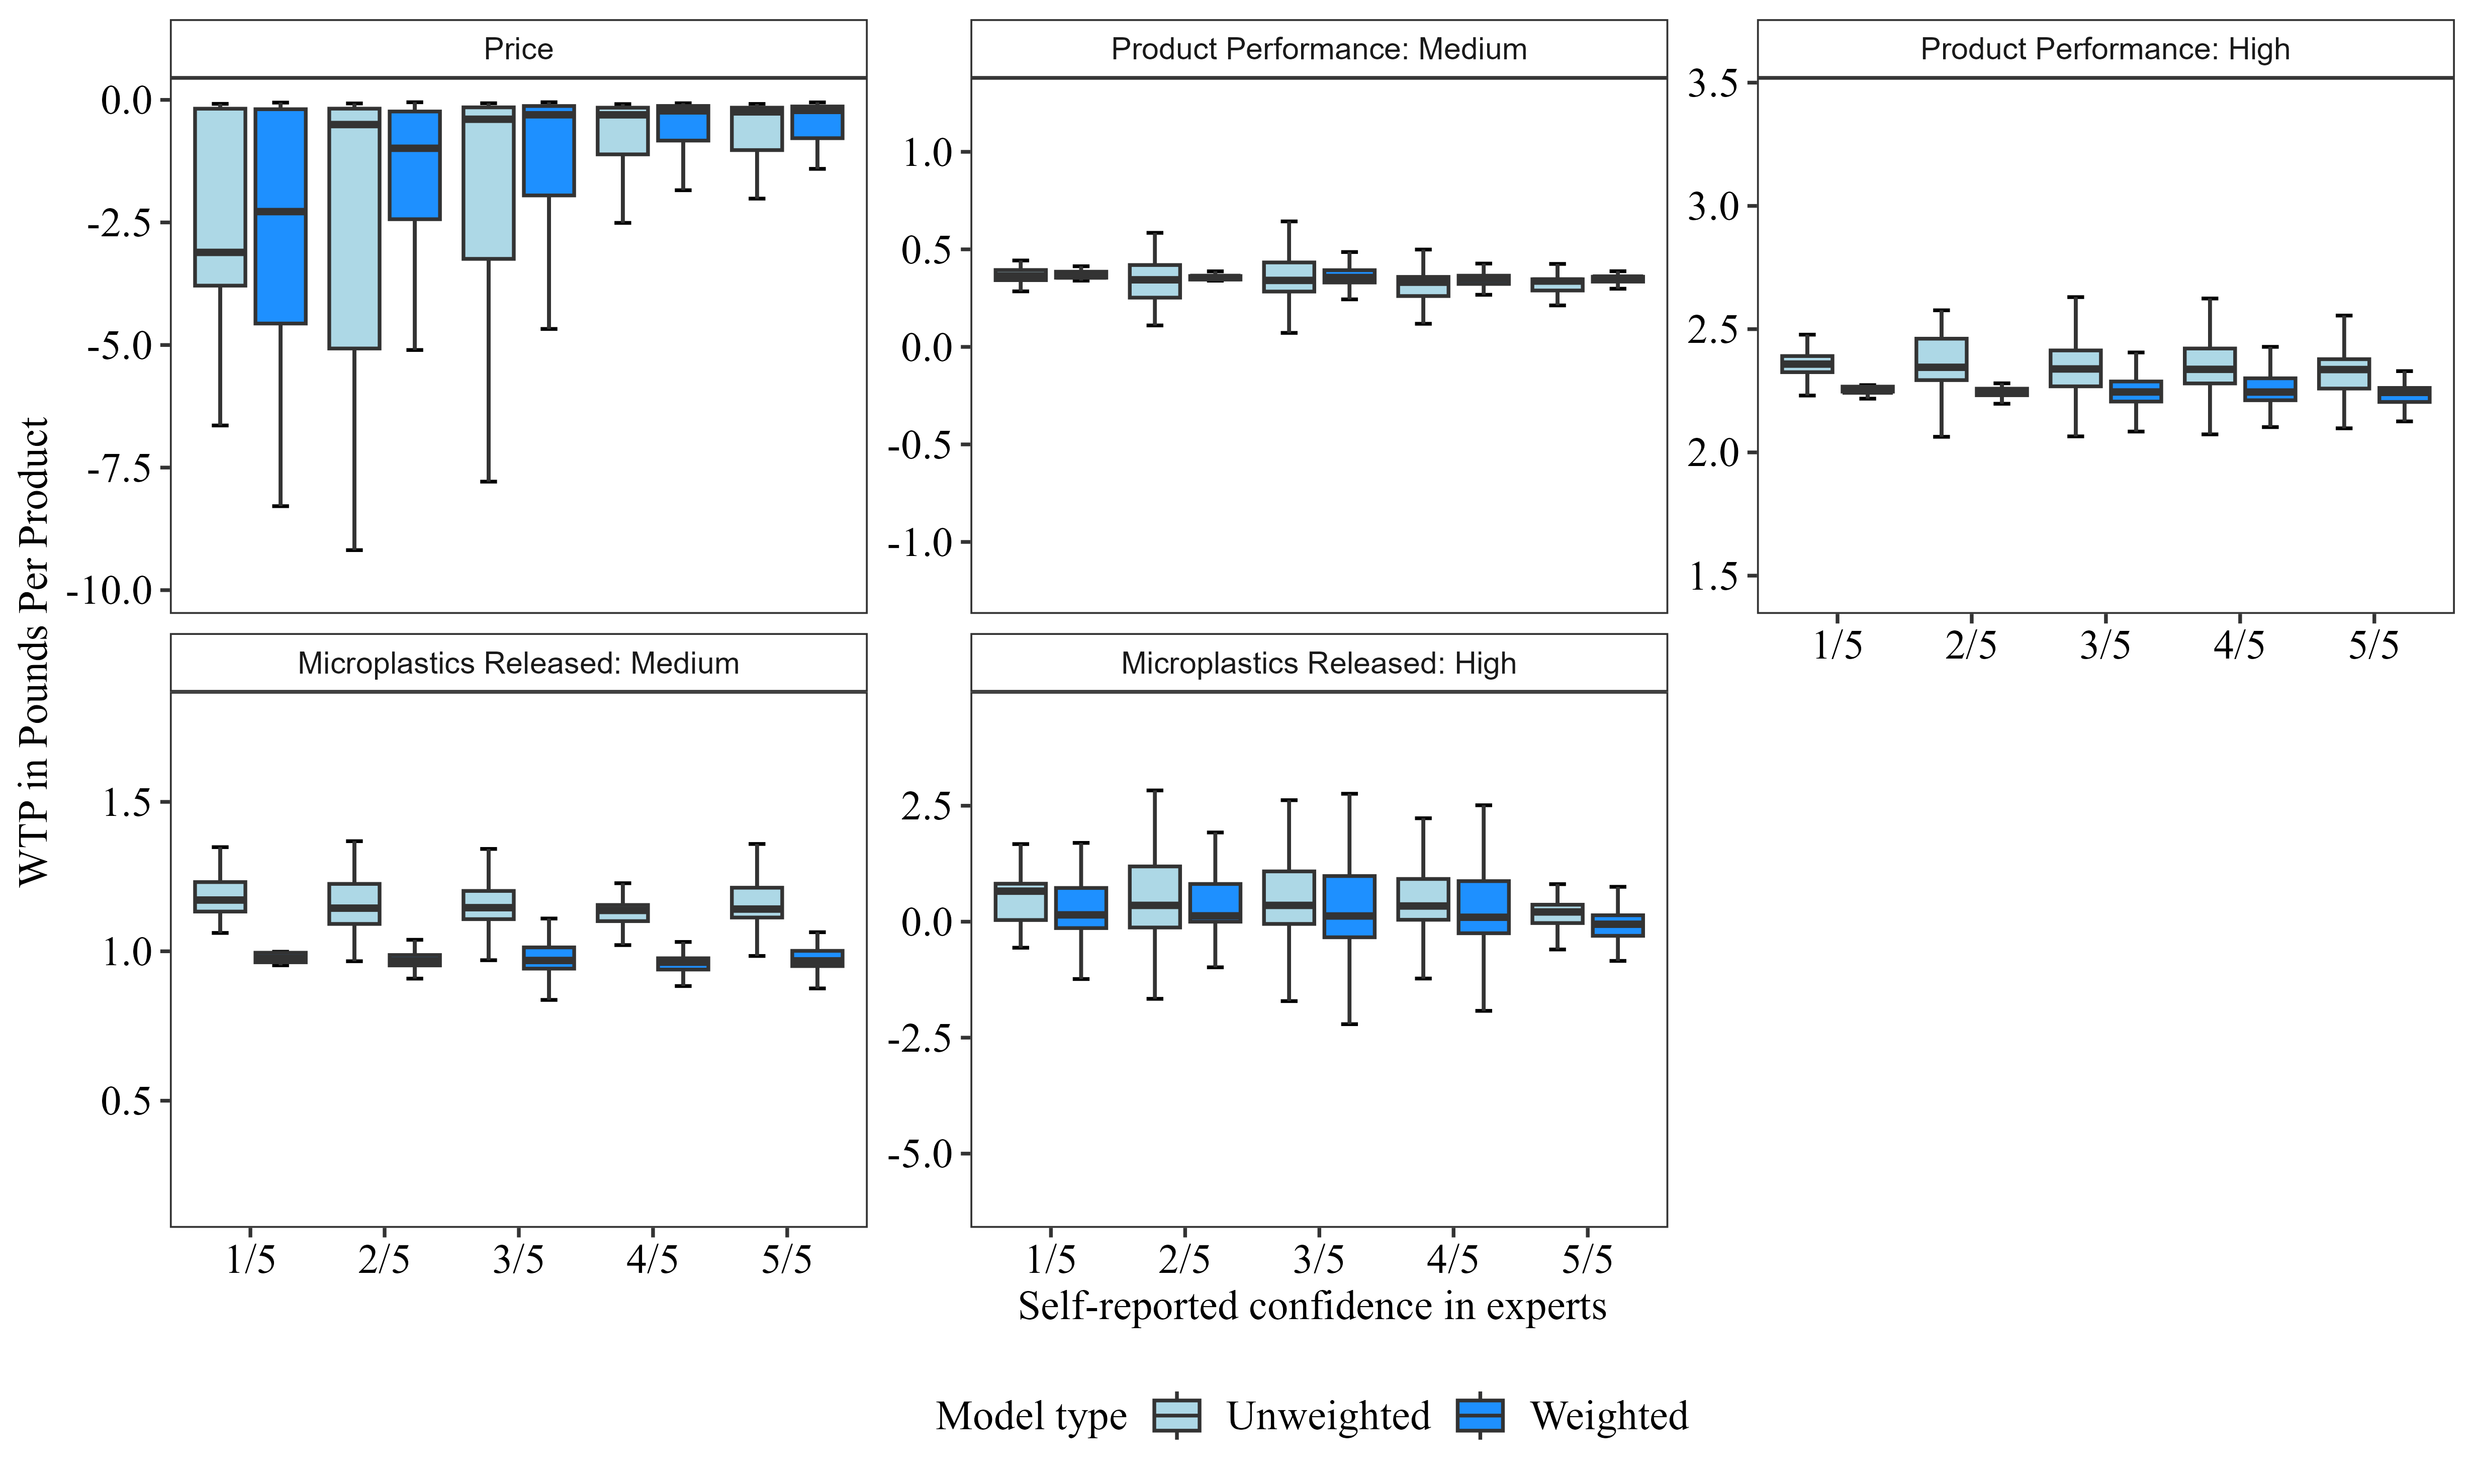 Price
Product Performance: Medium
Product Performance: High
0.0
-2.5
-5.0
-7.5
-10.0
1.0
0.5
0.0
-0.5
-1.0
3.5
3.0
2.5
2.0
1.5
1/5 2/5 3/5 4/5 5/5
WTP in Pounds Per Product
Microplastics Released: Medium
Microplastics Released: High
1.5
1.0
0.5
2.5
0.0
-2.5
-5.0
1/5 2/5 3/5 4/5 5/5
1/5 2/5 3/5 4/5 5/5
Self-reported confidence in experts
Model type Unweighted Weighted